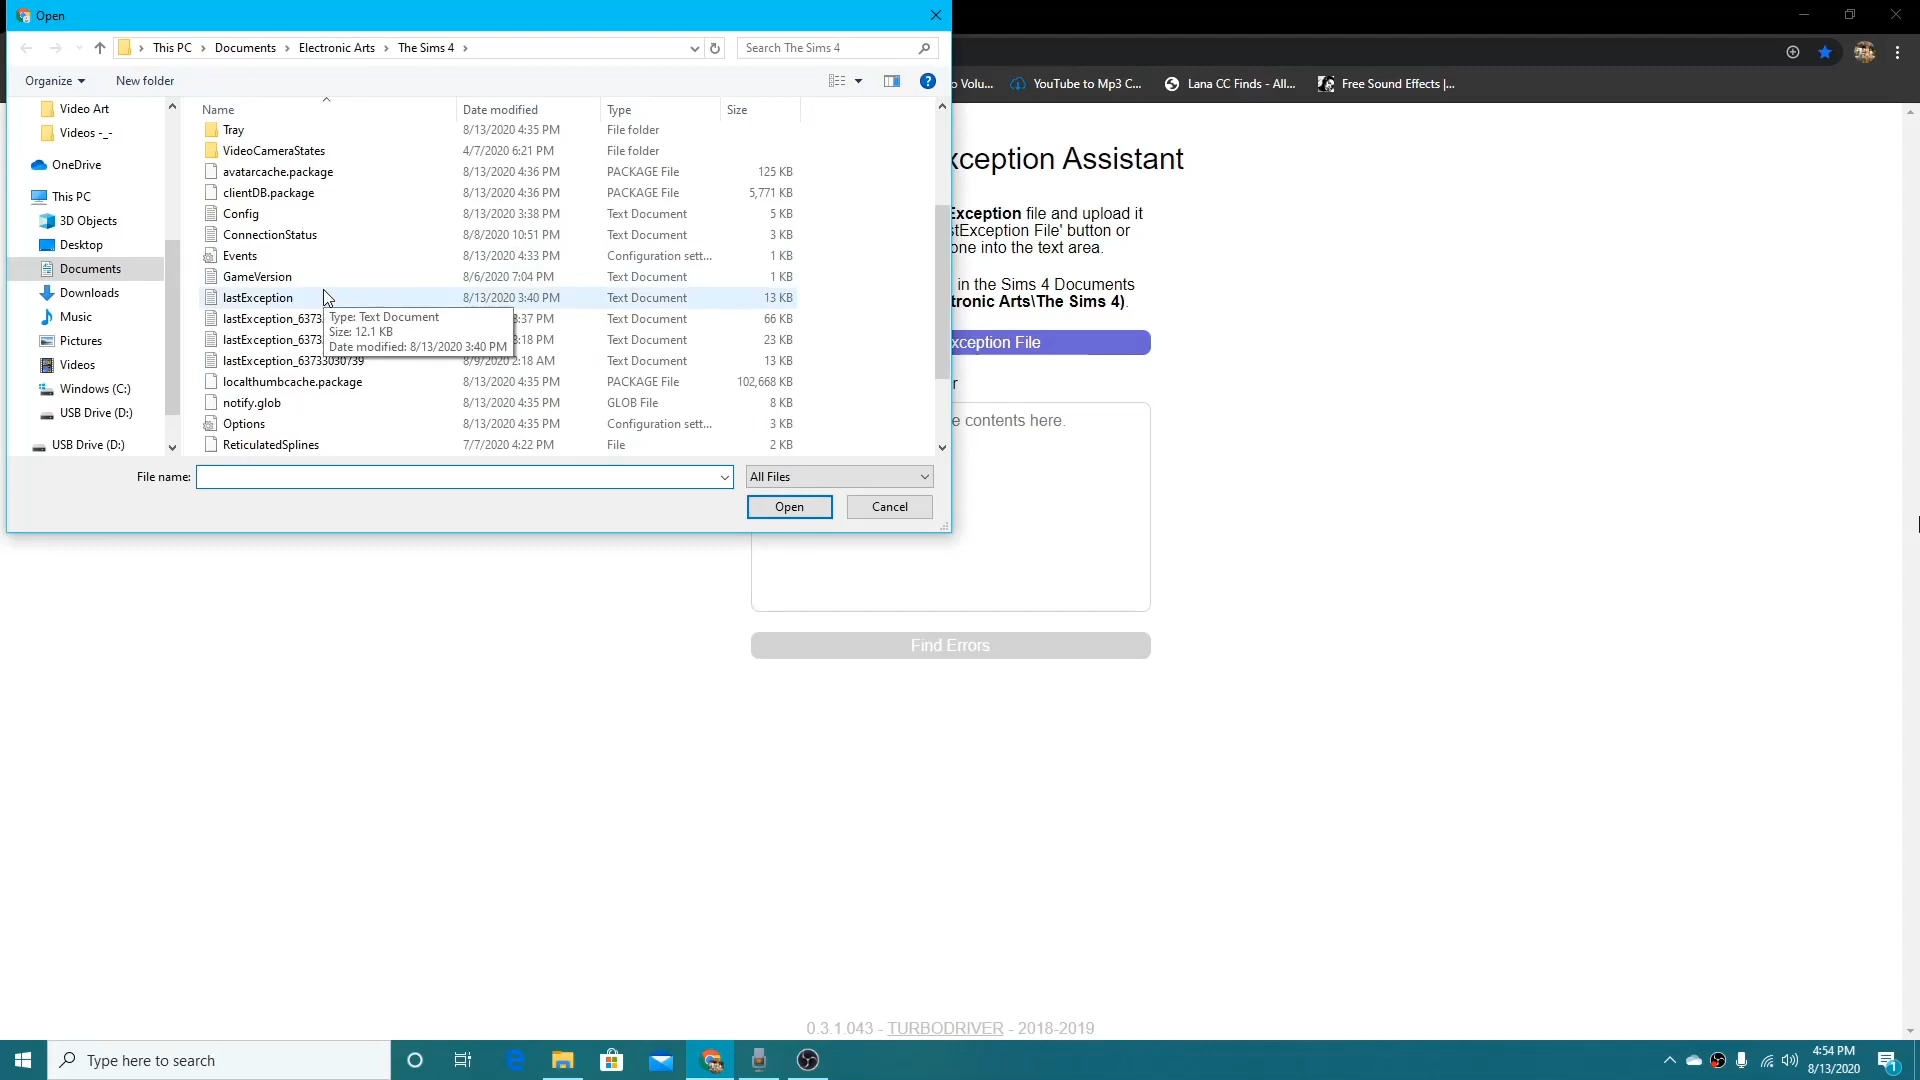 Open
This PC > Documents > Electronic Arts > The Sims 4 >
Search The Sims 4
Organize
New folder
Volu...
YouTube to Mp3 C...
Lana CC Finds - All...
Free Sound Effects |...
Name
Date modified
Type
Size
Video Art
Videos -_-
OneDrive
This PC
3D Objects
Desktop
Documents
Downloads
Music
Pictures
Videos
Windows (C:)
USB Drive (D:)
USB Drive (D:)
Tray 8/13/2020 4:35 PM File folder
VideoCameraStates 4/7/2020 6:21 PM File folder
avatarcache.package 8/13/2020 4:36 PM PACKAGE File 125 KB
clientDB.package 8/13/2020 4:36 PM PACKAGE File 5,771 KB
Config 8/13/2020 3:38 PM Text Document 5 KB
ConnectionStatus 8/8/2020 10:51 PM Text Document 3 KB
Events 8/13/2020 4:33 PM Configuration sett... 1 KB
GameVersion 8/6/2020 7:04 PM Text Document 1 KB
lastException 8/13/2020 3:40 PM Text Document 13 KB
lastException_6373 :37 PM Text Document 66 KB
lastException_6373 :18 PM Text Document 23 KB
lastException_63733030739 8/9/2020 2:18 AM Text Document 13 KB
localthumbcache.package 8/13/2020 4:35 PM PACKAGE File 102,668 KB
notify.glob 8/13/2020 4:35 PM GLOB File 8 KB
Options 8/13/2020 4:35 PM Configuration sett... 3 KB
ReticulatedSplines 7/7/2020 4:22 PM File 2 KB
Type: Text Document
Size: 12.1 KB
Date modified: 8/13/2020 3:40 PM
File name:
All Files
Open
Cancel
xception Assistant
Exception file and upload it
stException File' button or
one into the text area.
in the Sims 4 Documents
tronic Arts\The Sims 4).
xception File
r
e contents here.
Find Errors
0.3.1.043 - TURBODRIVER - 2018-2019
Type here to search
4:54 PM
8/13/2020
1